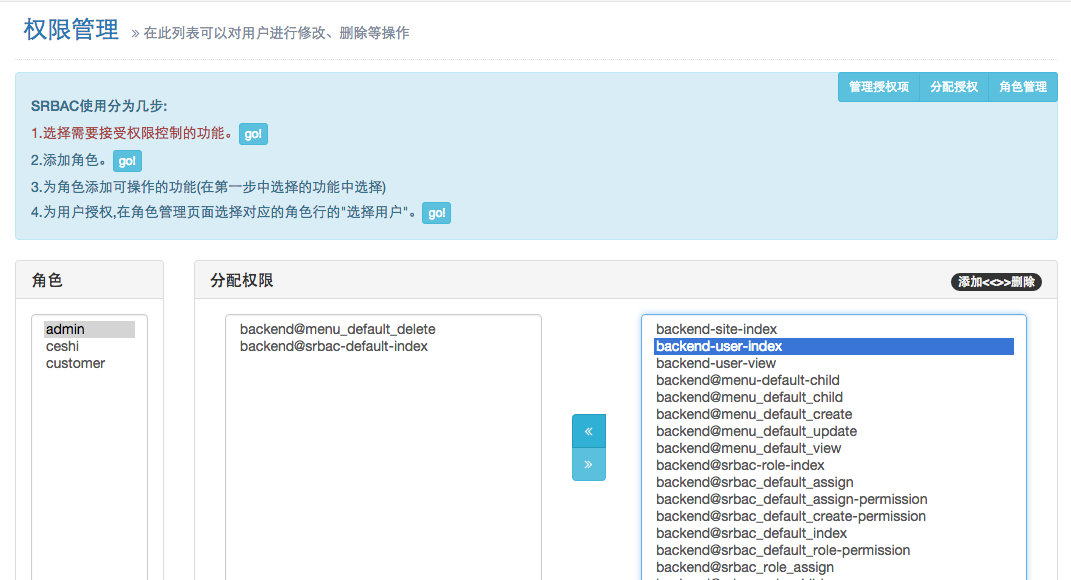 权限管理 » 在此列表可以对用户进行修改、删除等操作
管理授权项 分配授权 角色管理
SRBAC使用分为几步:
1.选择需要接受权限控制的功能。 go!
2.添加角色。 go!
3.为角色添加可操作的功能(在第一步中选择的功能中选择)
4.为用户授权,在角色管理页面选择对应的角色行的"选择用户"。 go!
角色
admin
ceshi
customer
分配权限
添加<<>>删除
backend@menu_default_delete
backend@srbac-default-index
«
»
backend-site-index
backend-user-index
backend-user-view
backend@menu-default-child
backend@menu_default_child
backend@menu_default_create
backend@menu_default_update
backend@menu_default_view
backend@srbac-role-index
backend@srbac_default_assign
backend@srbac_default_assign-permission
backend@srbac_default_create-permission
backend@srbac_default_index
backend@srbac_default_role-permission
backend@srbac_role_assign